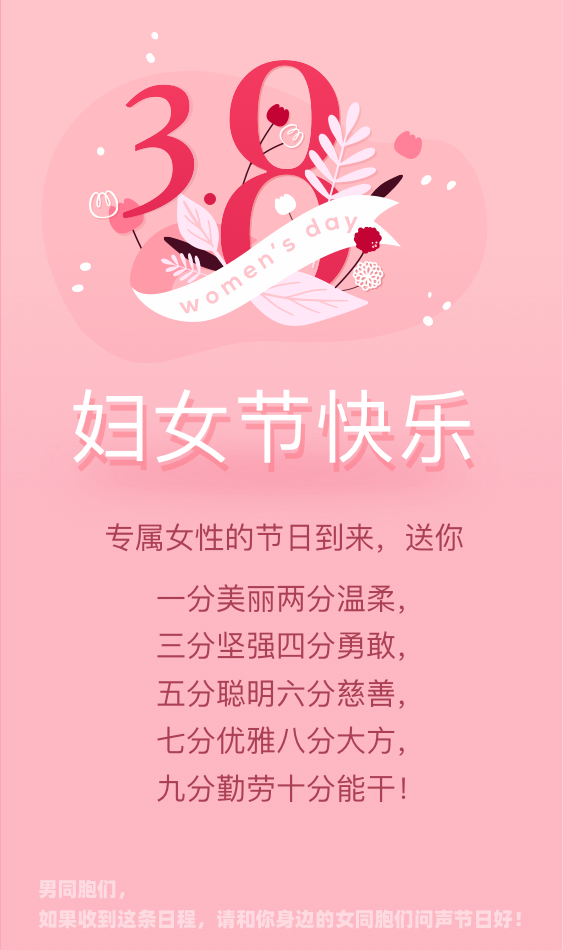 3.8
women's day
妇女节快乐
专属女性的节日到来，送你
一分美丽两分温柔，
三分坚强四分勇敢，
五分聪明六分慈善，
七分优雅八分大方，
九分勤劳十分能干！
男同胞们，
如果收到这条日程，请和你身边的女同胞们问声节日好！